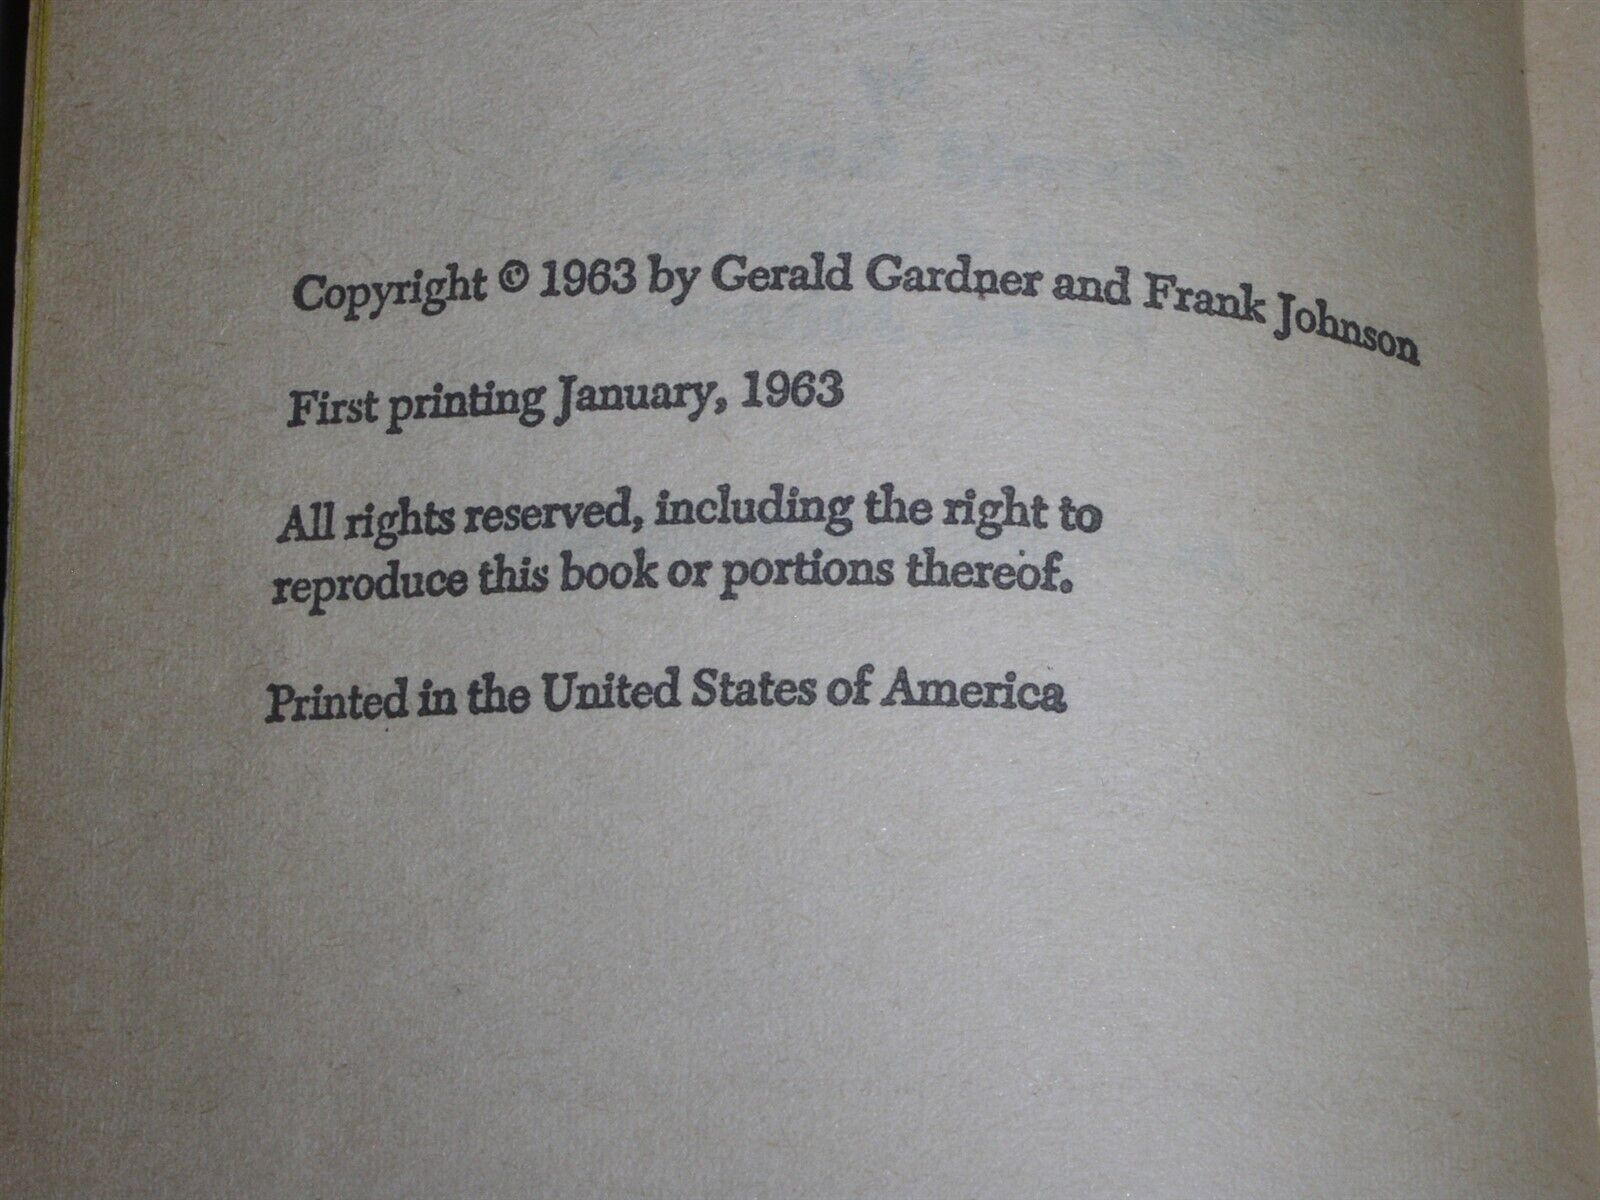 Copyright © 1963 by Gerald Gardner and Frank Johnson
First printing January, 1963
All rights reserved, including the right to
reproduce this book or portions thereof.
Printed in the United States of America